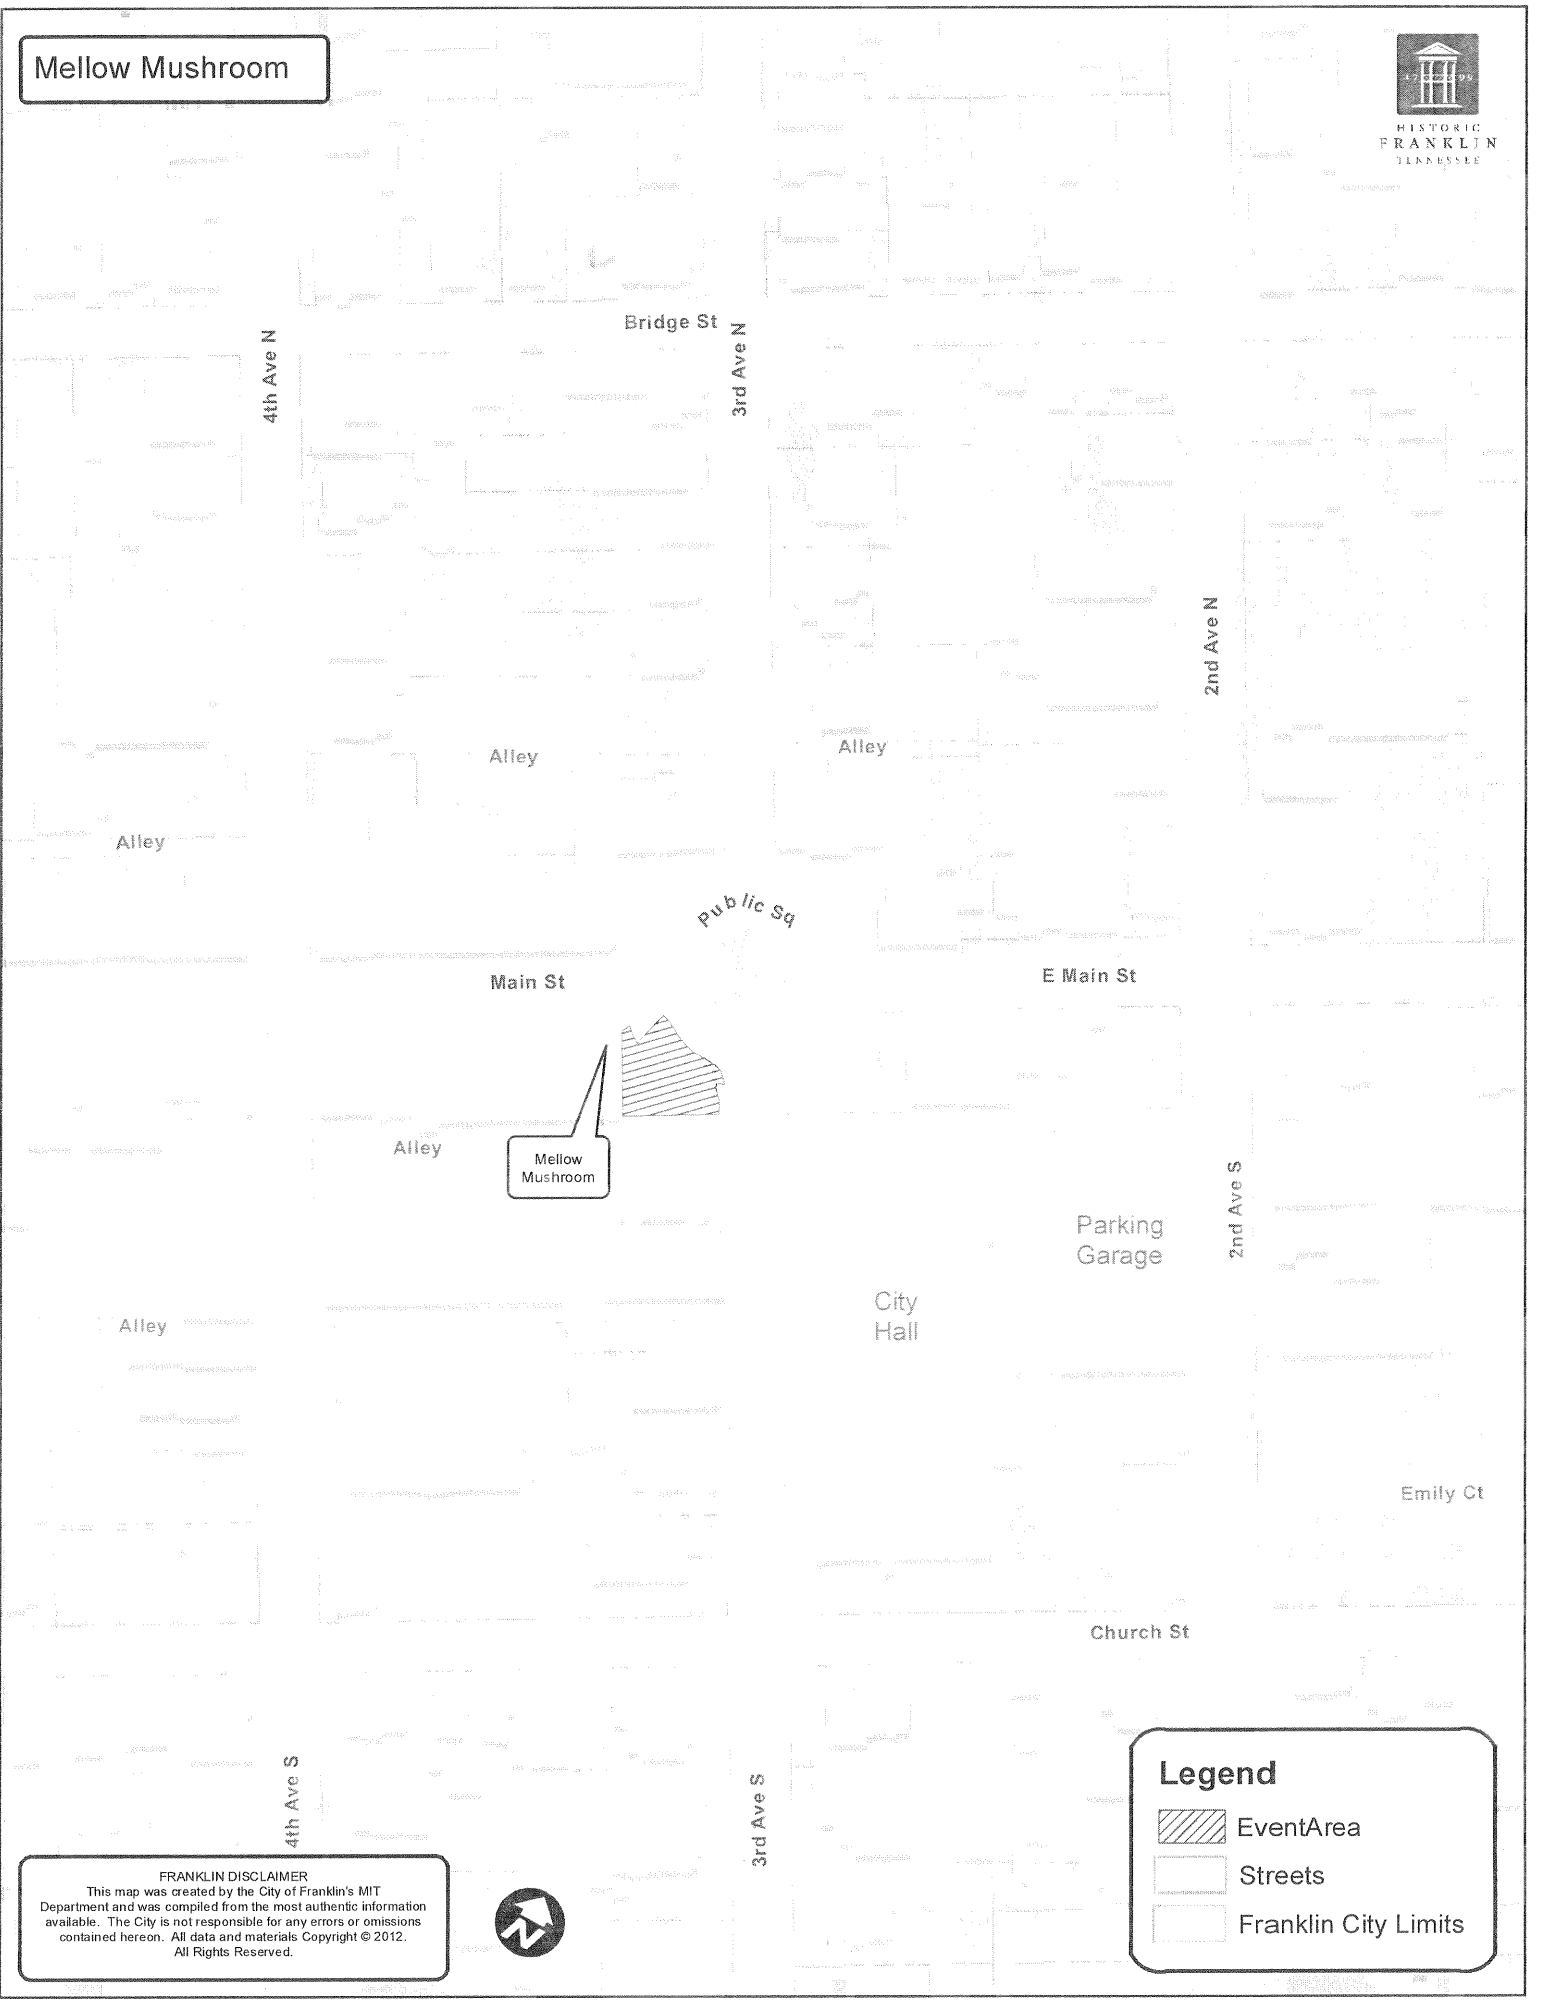 Mellow Mushroom
HISTORIC
FRANKLIN
TENNESSEE
Bridge St
4th Ave N
3rd Ave N
2nd Ave N
Alley
Alley
Alley
Public Sq
Main St
E Main St
Alley
Mellow
Mushroom
2nd Ave S
Parking
Garage
City
Hall
Alley
Emily Ct
Church St
4th Ave S
3rd Ave S
Legend
EventArea
Streets
Franklin City Limits
FRANKLIN DISCLAIMER
This map was created by the City of Franklin's MIT
Department and was compiled from the most authentic information
available. The City is not responsible for any errors or omissions
contained hereon. All data and materials Copyright © 2012.
All Rights Reserved.
N